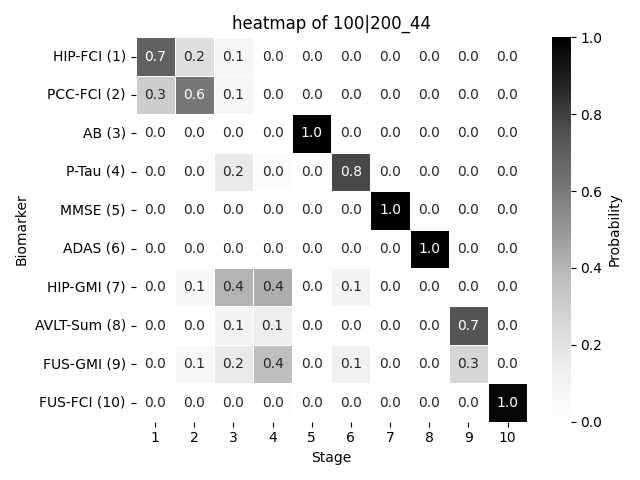 heatmap of 100|200_44
HIP-FCI (1) 0.7 0.2 0.1 0.0 0.0 0.0 0.0 0.0 0.0 0.0
PCC-FCI (2) 0.3 0.6 0.1 0.0 0.0 0.0 0.0 0.0 0.0 0.0
AB (3) 0.0 0.0 0.0 0.0 1.0 0.0 0.0 0.0 0.0 0.0
P-Tau (4) 0.0 0.0 0.2 0.0 0.0 0.8 0.0 0.0 0.0 0.0
MMSE (5) 0.0 0.0 0.0 0.0 0.0 0.0 1.0 0.0 0.0 0.0
ADAS (6) 0.0 0.0 0.0 0.0 0.0 0.0 0.0 1.0 0.0 0.0
HIP-GMI (7) 0.0 0.1 0.4 0.4 0.0 0.1 0.0 0.0 0.0 0.0
AVLT-Sum (8) 0.0 0.0 0.1 0.1 0.0 0.0 0.0 0.0 0.7 0.0
FUS-GMI (9) 0.0 0.1 0.2 0.4 0.0 0.1 0.0 0.0 0.3 0.0
FUS-FCI (10) 0.0 0.0 0.0 0.0 0.0 0.0 0.0 0.0 0.0 1.0
1 2 3 4 5 6 7 8 9 10
Stage
Biomarker
1.0
0.8
0.6
0.4
0.2
0.0
Probability